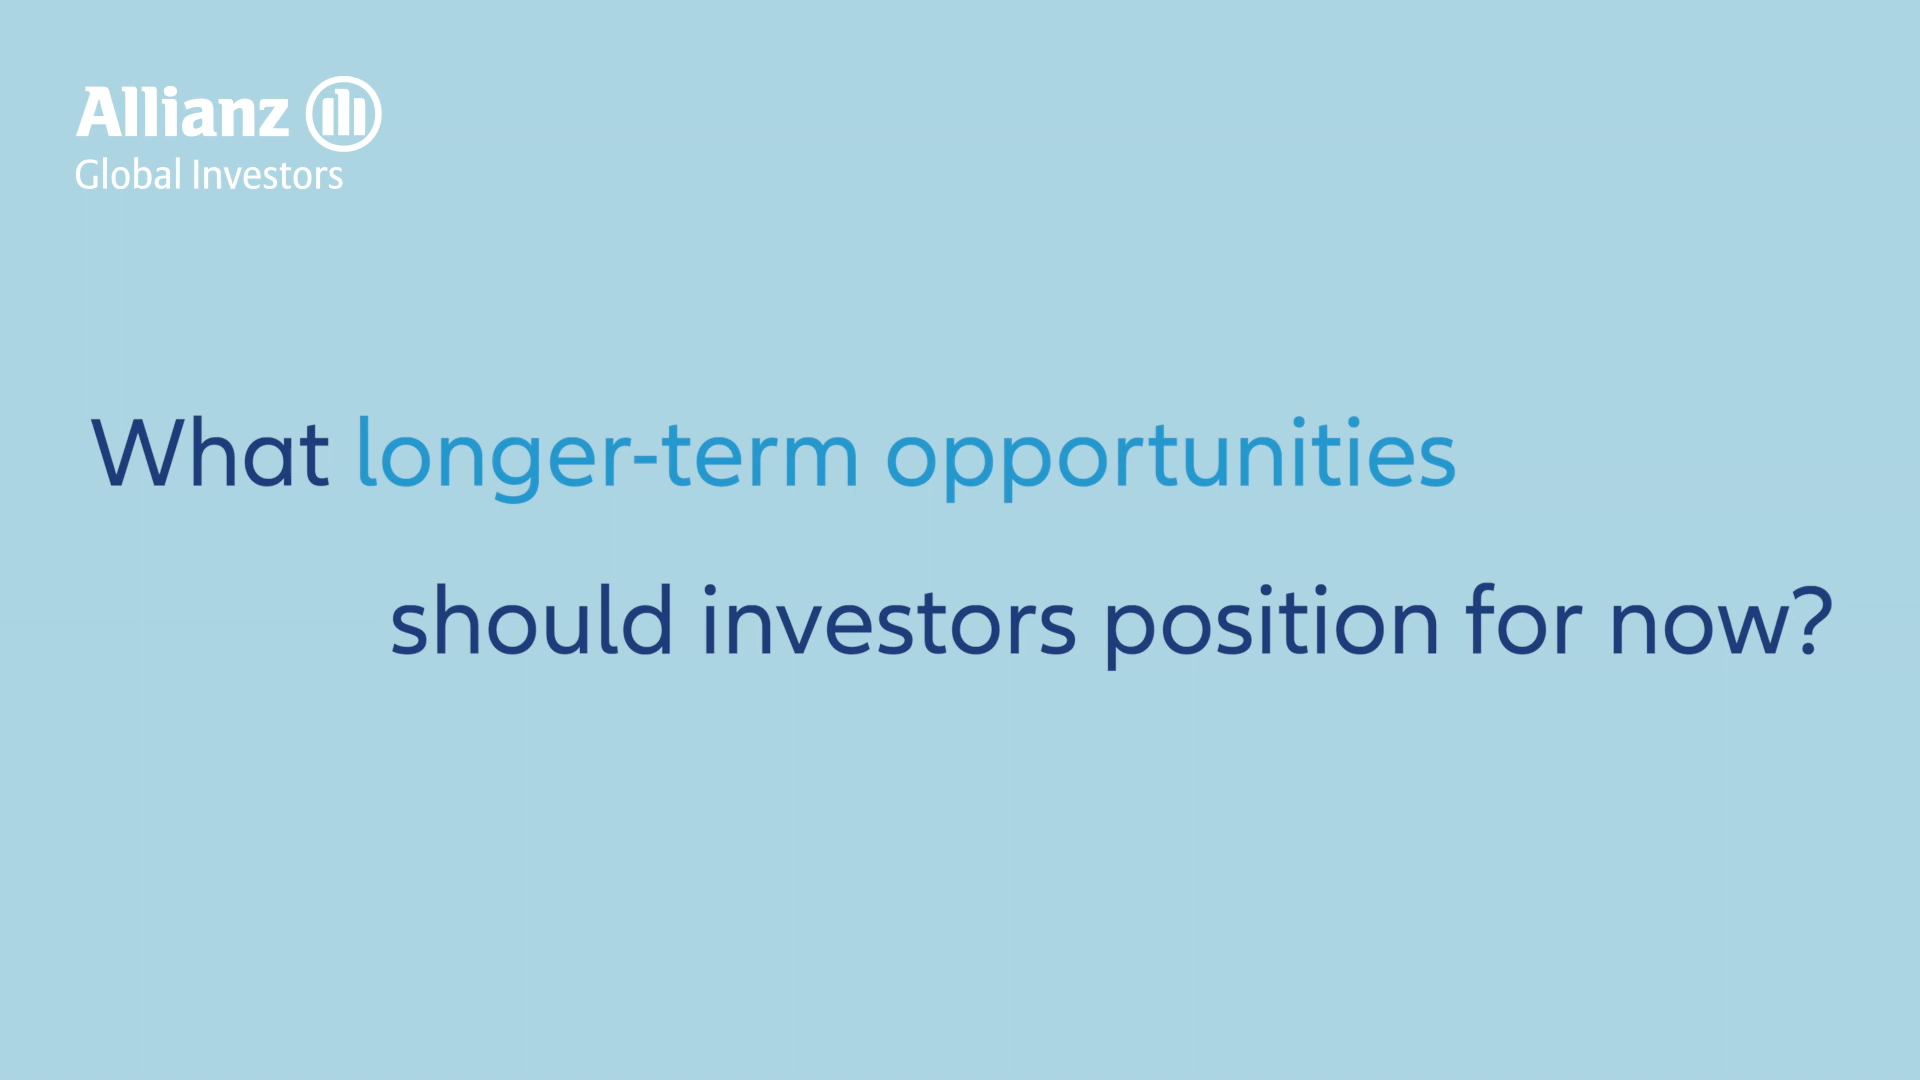 Allianz
Global Investors
What longer-term opportunities
should investors position for now?